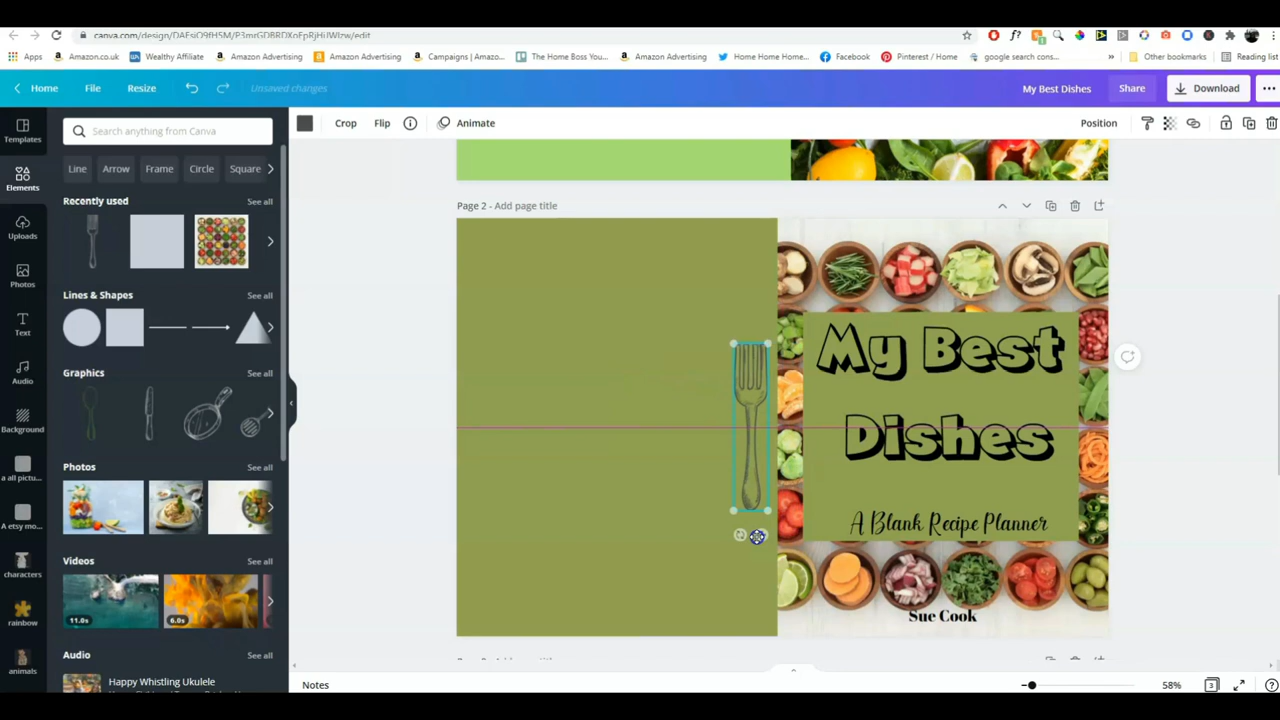 canva.com/design/
Apps
Amazon.co.uk
Wealthy Affiliate
Amazon Advertising
Amazon Advertising
Campaigns | Amazo...
The Home Boss You...
Amazon Advertising
Home Home Home...
Facebook
Pinterest / Home
google search cons...
»
Other bookmarks
Reading list
Home
File
Resize
Unsaved changes
My Best Dishes
Share
Download
Crop
Flip
Animate
Position
Templates
Elements
Uploads
Photos
Text
Audio
Background
a all pictu...
A etsy mo...
characters
rainbow
animals
Search anything from Canva
Line
Arrow
Frame
Circle
Square
Recently used
See all
Lines & Shapes
See all
Graphics
See all
Photos
See all
Videos
See all
11.0s
6.0s
Audio
See all
Happy Whistling Ukulele
Page 2 - Add page title
My Best
Dishes
A Blank Recipe Planner
Sue Cook
Notes
58%
3